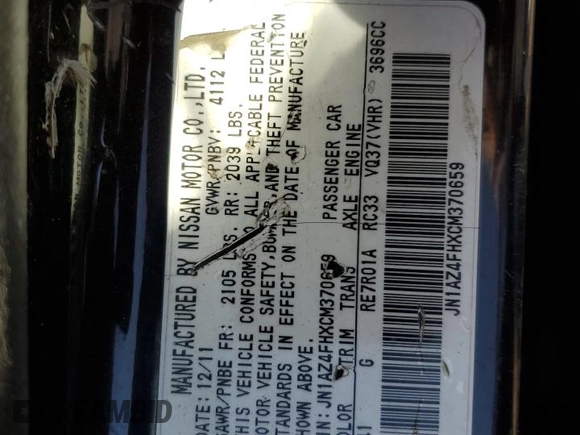 MANUFACTURED BY NISSAN MOTOR CO.,LTD.
DATE: 12/11 GVWR/PNBV: 4112 L
GAWR/PNBE FR: 2105 LBS. RR: 2039 LBS.
THIS VEHICLE CONFORMS TO ALL APPLICABLE FEDERAL
MOTOR VEHICLE SAFETY, BUMPER, AND THEFT PREVENTION
STANDARDS IN EFFECT ON THE DATE OF MANUFACTURE
SHOWN ABOVE.
VIN: JN1AZ4FHXCM370659 PASSENGER CAR
COLOR TRIM TRANS AXLE ENGINE
41 G RE7R01A RC33 VQ37(VHR) 3696CC
JN1AZ4FHXCM370659